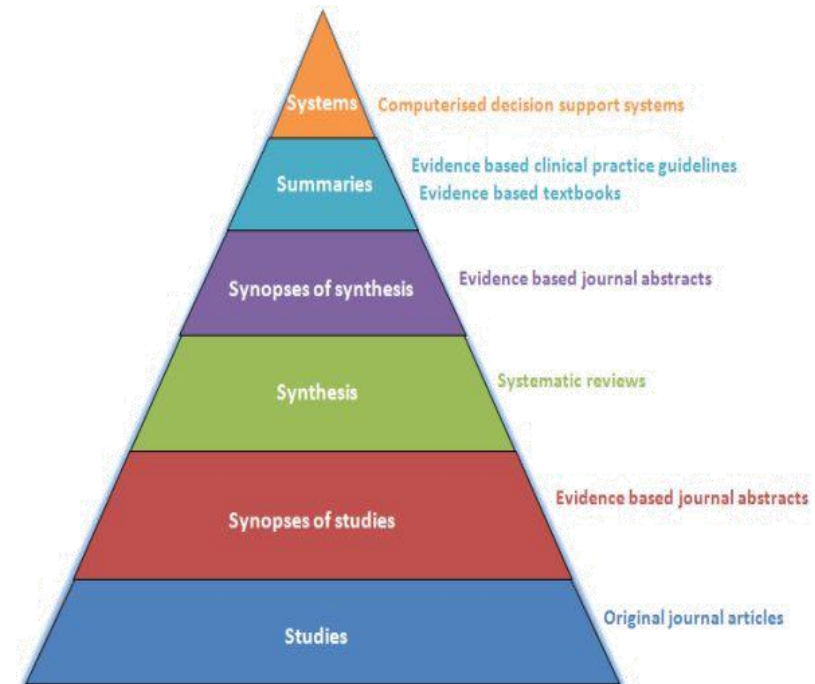 Systems
Computerised decision support systems
Summaries
Evidence based clinical practice guidelines
Evidence based textbooks
Synopses of synthesis
Evidence based journal abstracts
Synthesis
Systematic reviews
Synopses of studies
Evidence based journal abstracts
Studies
Original journal articles